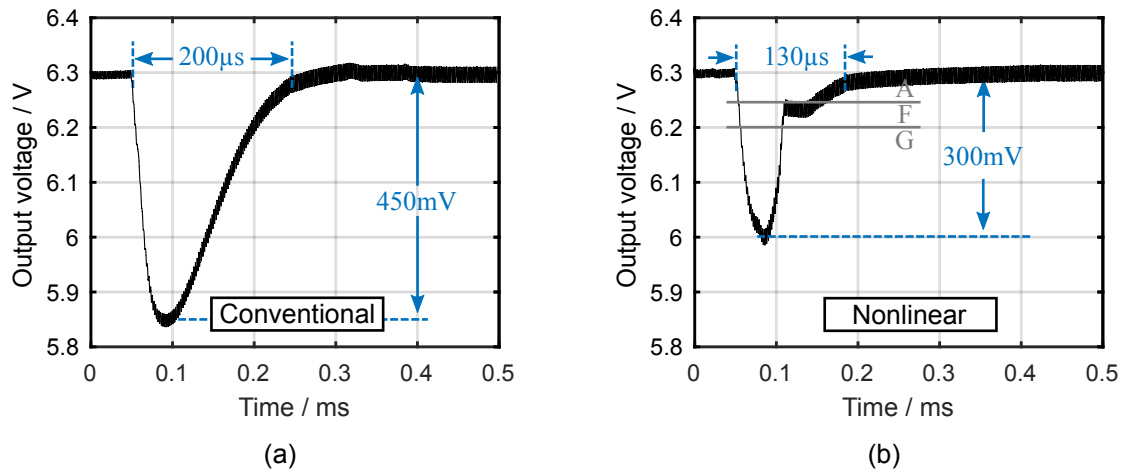 Output voltage / V
6.4
6.3
6.2
6.1
6
5.9
5.8
200µs
450mV
Conventional
0
0.1
0.2
0.3
0.4
0.5
Time / ms
(a)
Output voltage / V
6.4
6.3
6.2
6.1
6
5.9
5.8
130µs
A
F
G
300mV
Nonlinear
0
0.1
0.2
0.3
0.4
0.5
Time / ms
(b)